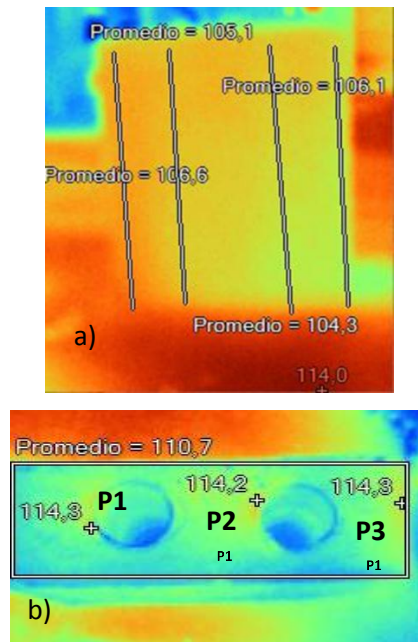 Promedio = 105,1
Promedio = 106,1
Promedio = 106,6
Promedio = 104,3
a)
114,0
Promedio = 110,7
114,3
P1
114,2
P2
P1
114,3
P3
P1
b)